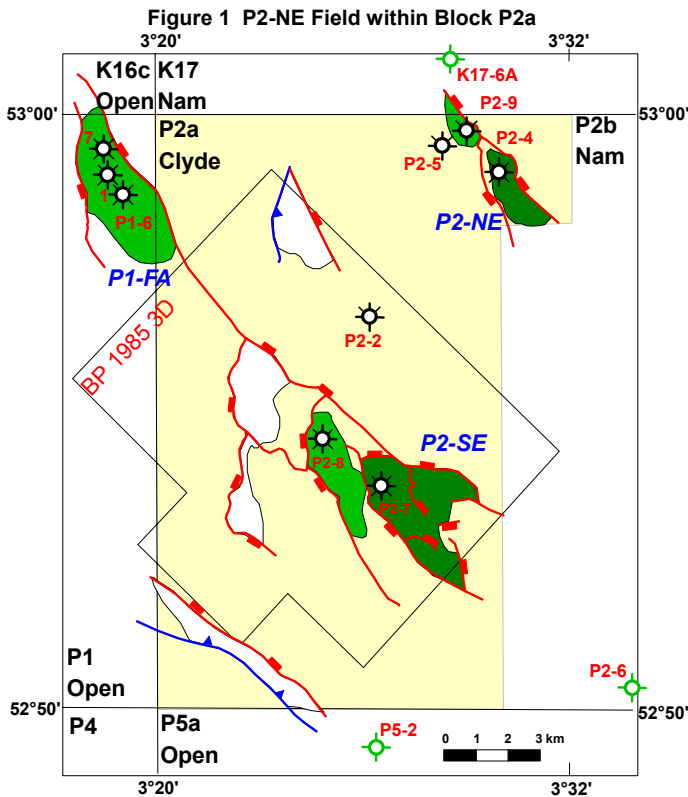 Figure 1 P2-NE Field within Block P2a
3°20' 3°32'
K16c K17
Open Nam
K17-6A
P2-9
53°00' 53°00'
P2a
Clyde
P2-4
P2b
Nam
P2-5
7
1
P1-6
P2-NE
P1-FA
BP 1985 3D
P2-2
P2-SE
P2-8
P2-7
P1
Open
P2-6
52°50' 52°50'
P4 P5a
Open
P5-2
0 1 2 3 km
3°20' 3°32'